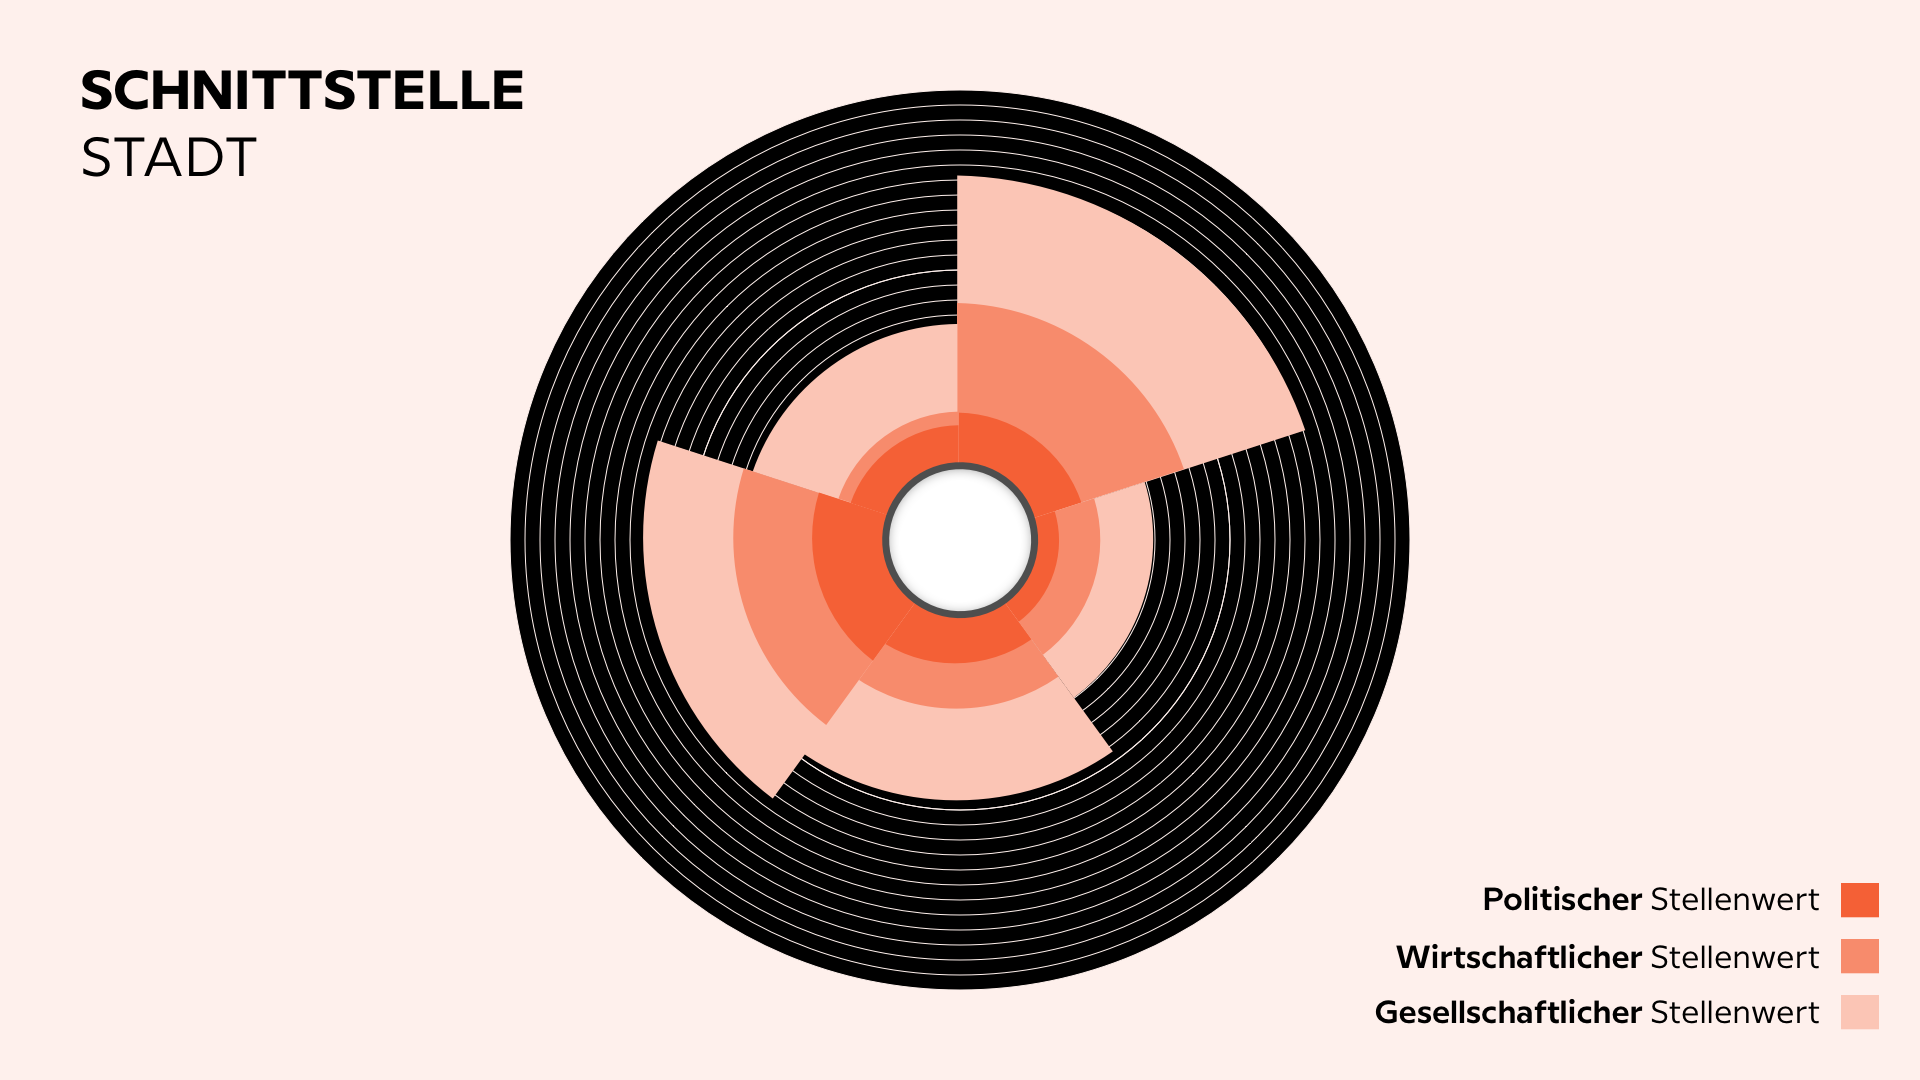 SCHNITTSTELLE
STADT
Politischer Stellenwert
Wirtschaftlicher Stellenwert
Gesellschaftlicher Stellenwert